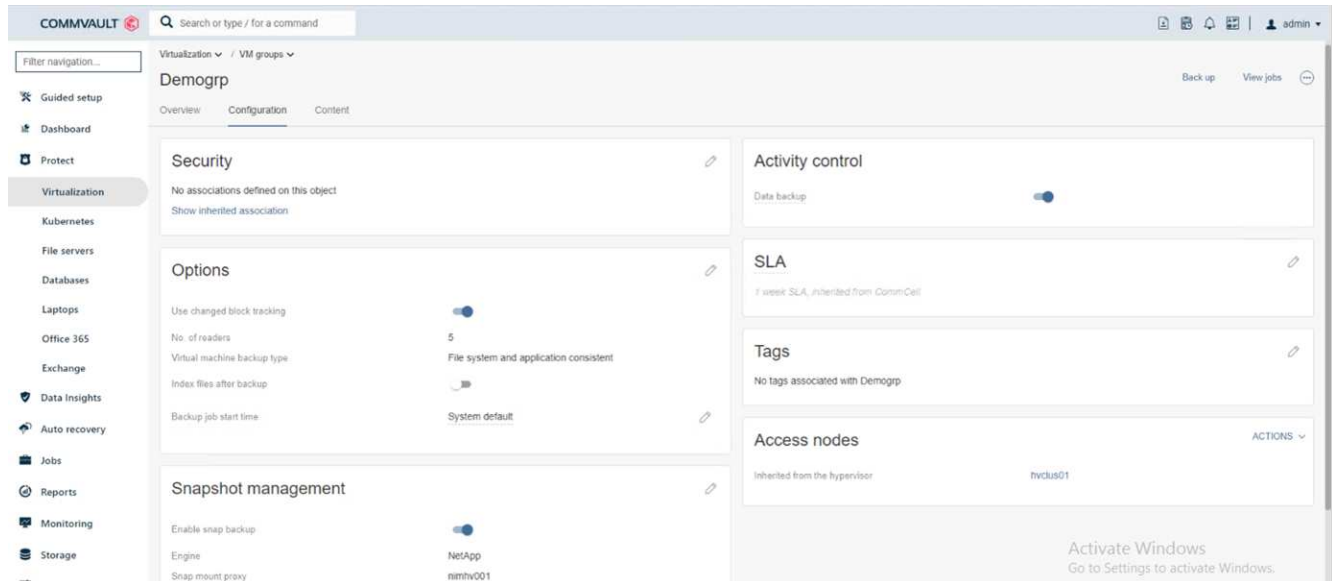 COMMVAULT
Search or type / for a command
admin
Filter navigation...
Guided setup
Dashboard
Protect
Virtualization
Kubernetes
File servers
Databases
Laptops
Office 365
Exchange
Data Insights
Auto recovery
Jobs
Reports
Monitoring
Storage
Virtualization / VM groups
Demogrp
Back up View jobs
Overview Configuration Content
Security
No associations defined on this object
Show inherited association
Options
Use changed block tracking
No. of readers 5
Virtual machine backup type File system and application consistent
Index files after backup
Backup job start time System default
Snapshot management
Enable snap backup
Engine NetApp
Snap mount proxy nimhv001
Activity control
Data backup
SLA
1 week SLA, inherited from CommCell
Tags
No tags associated with Demogrp
Access nodes ACTIONS
Inherited from the hypervisor hvclus01
Activate Windows
Go to Settings to activate Windows.